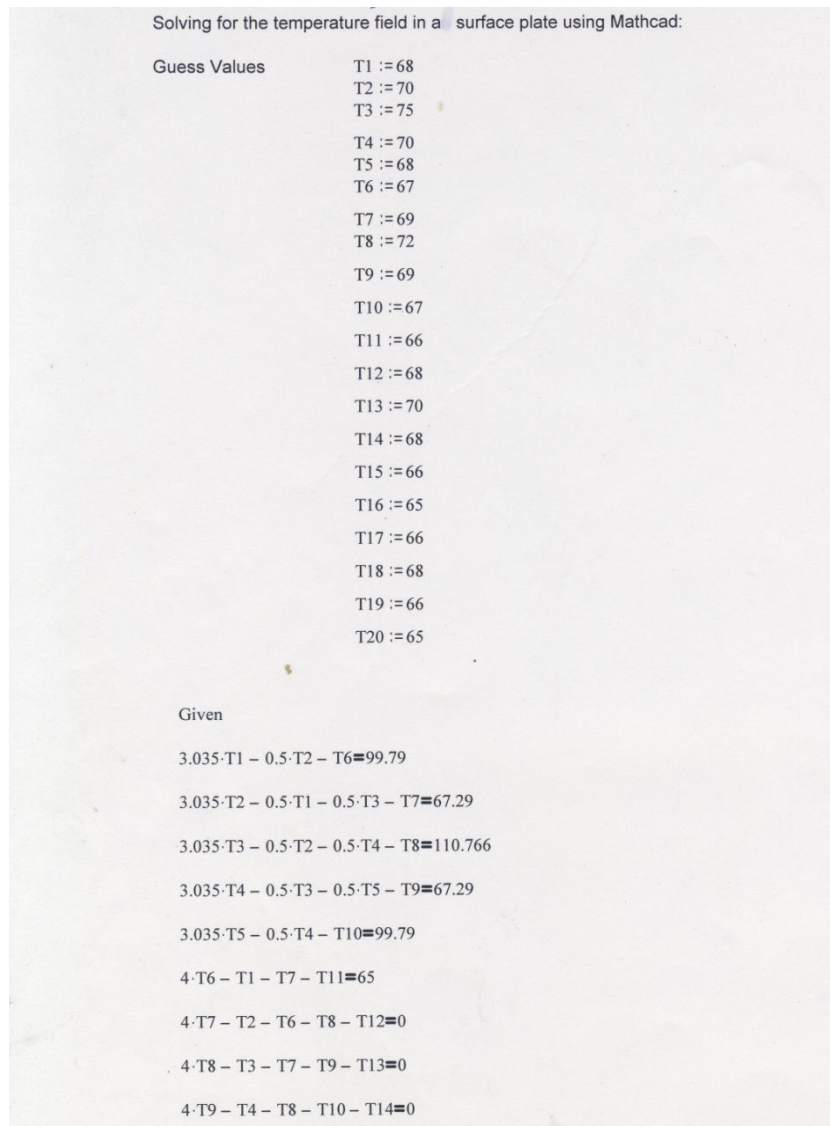 Solving for the temperature field in a surface plate using Mathcad:
Guess Values T1 := 68
T2 := 70
T3 := 75
T4 := 70
T5 := 68
T6 := 67
T7 := 69
T8 := 72
T9 := 69
T10 := 67
T11 := 66
T12 := 68
T13 := 70
T14 := 68
T15 := 66
T16 := 65
T17 := 66
T18 := 68
T19 := 66
T20 := 65
Given
3.035·T1 – 0.5·T2 – T6=99.79
3.035·T2 – 0.5·T1 – 0.5·T3 – T7=67.29
3.035·T3 – 0.5·T2 – 0.5·T4 – T8=110.766
3.035·T4 – 0.5·T3 – 0.5·T5 – T9=67.29
3.035·T5 – 0.5·T4 – T10=99.79
4·T6 – T1 – T7 – T11=65
4·T7 – T2 – T6 – T8 – T12=0
4·T8 – T3 – T7 – T9 – T13=0
4·T9 – T4 – T8 – T10 – T14=0